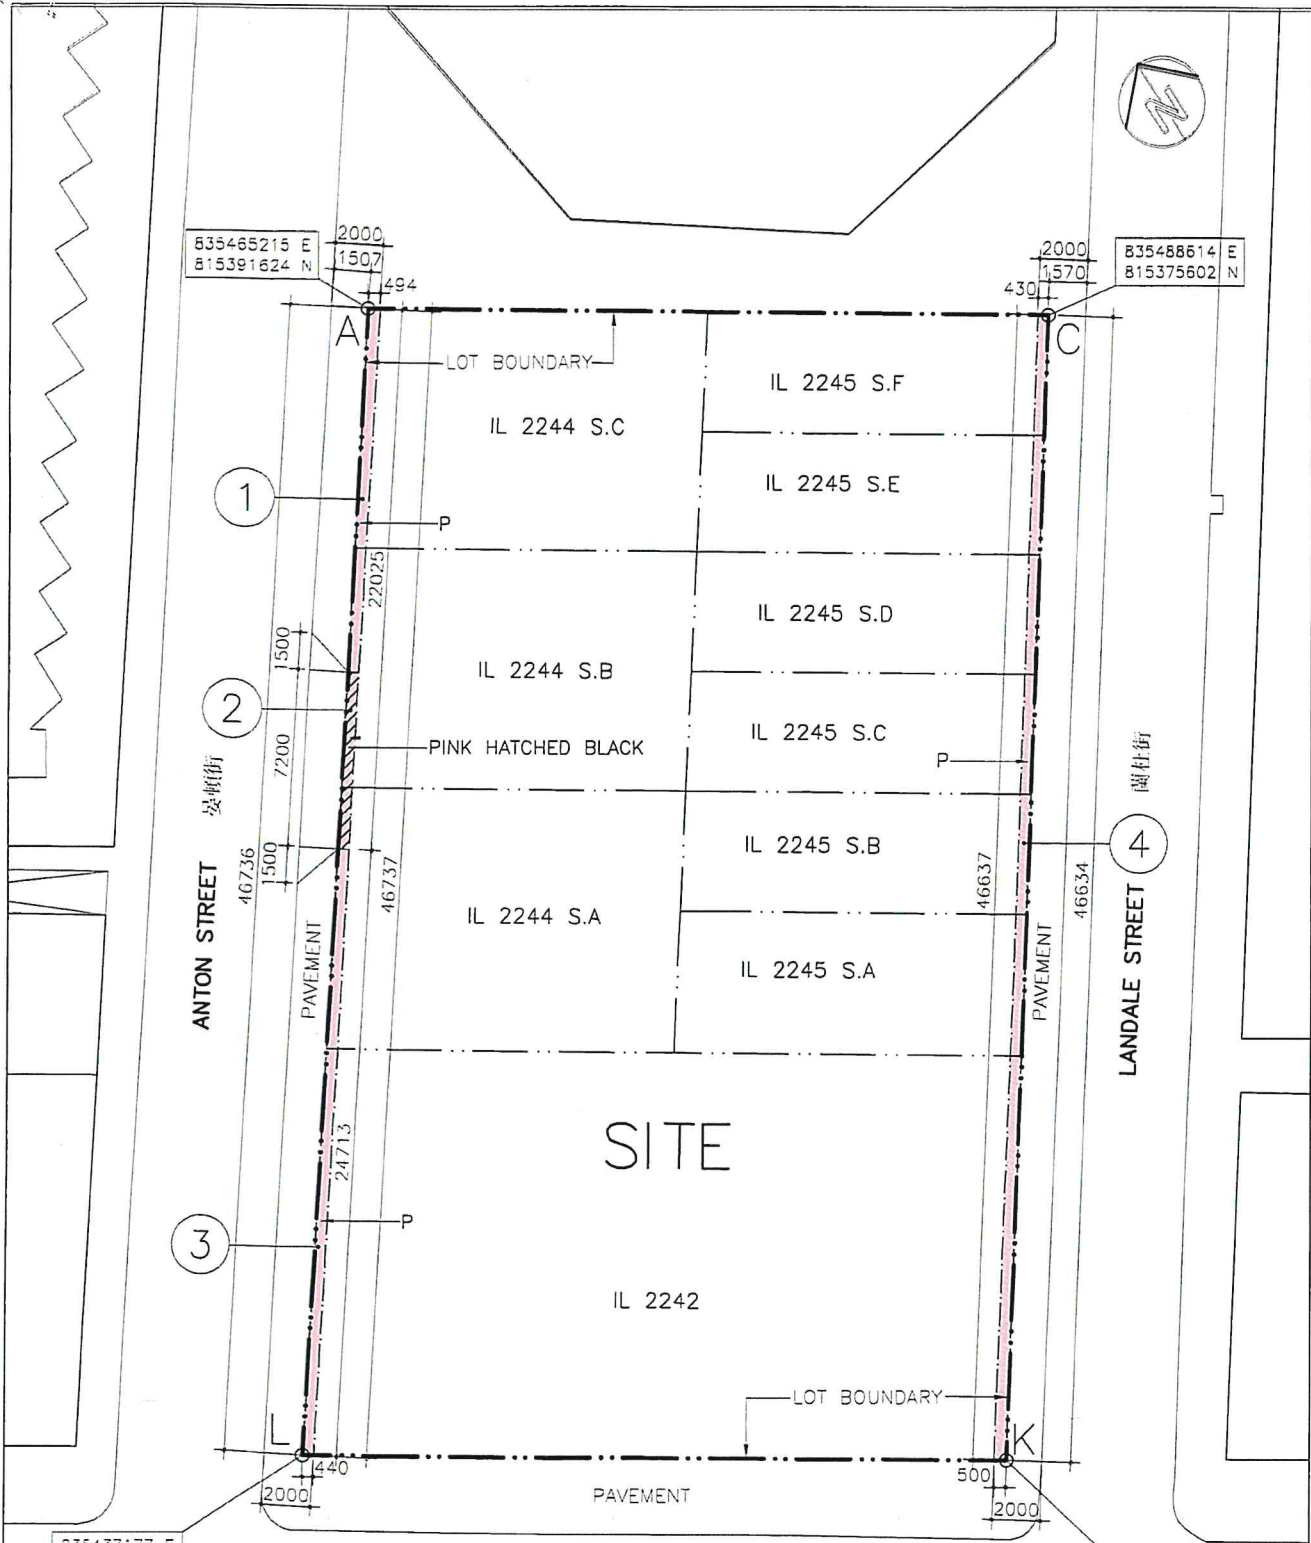 2000
835465215 E
815391624 N
1507
494
2000
835488614 E
815375602 N
1570
430
N
A
C
LOT BOUNDARY
IL 2245 S.F
IL 2244 S.C
IL 2245 S.E
1
P
22025
IL 2245 S.D
1500
IL 2244 S.B
2
IL 2245 S.C
PINK HATCHED BLACK
P
7200
晏頓街
蘭杜街
IL 2245 S.B
4
1500
46736
46737
46637
46634
IL 2244 S.A
ANTON STREET
PAVEMENT
IL 2245 S.A
PAVEMENT
LANDALE STREET
SITE
24713
P
3
IL 2242
LOT BOUNDARY
L
K
440
500
2000
PAVEMENT
2000